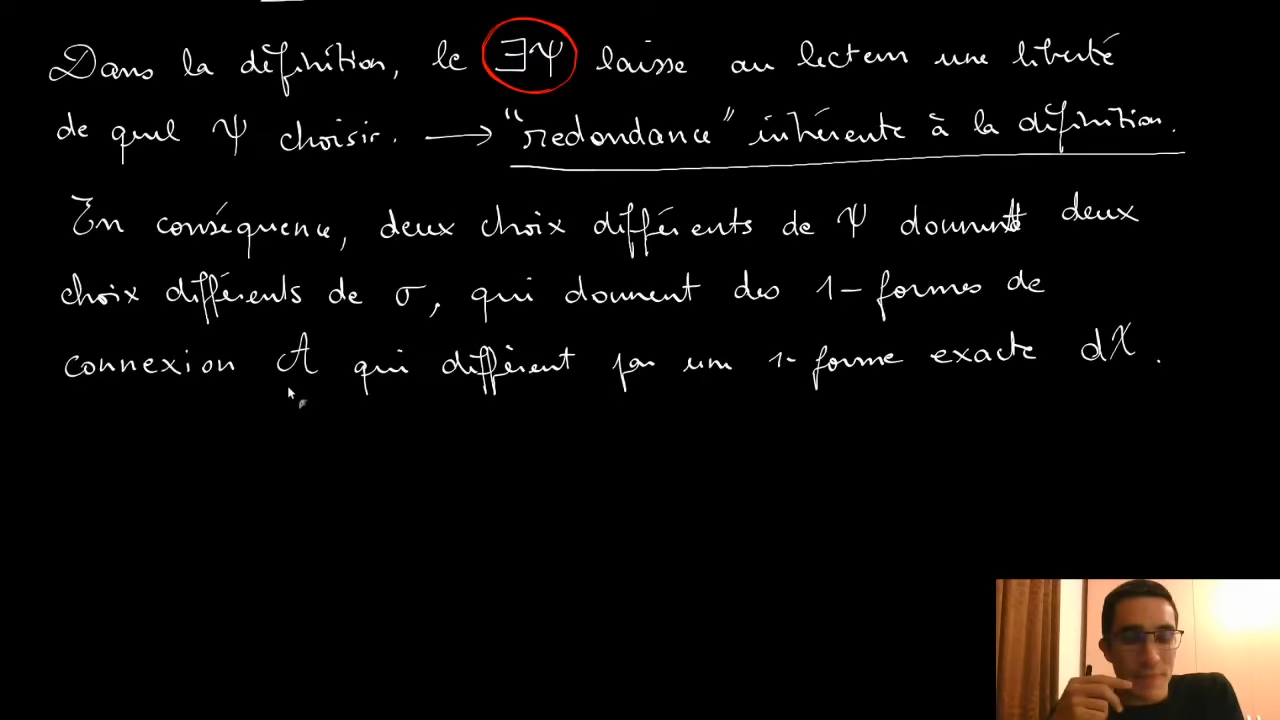 Dans la définition, le ∃Ψ laisse au lecteur une liberté
de quel Ψ choisir. ⟶ "redondance" inhérente à la définition.
En conséquence, deux choix différents de Ψ donnent deux
choix différents de σ, qui donnent des 1-formes de
connexion A qui diffèrent par une 1-forme exacte dχ.